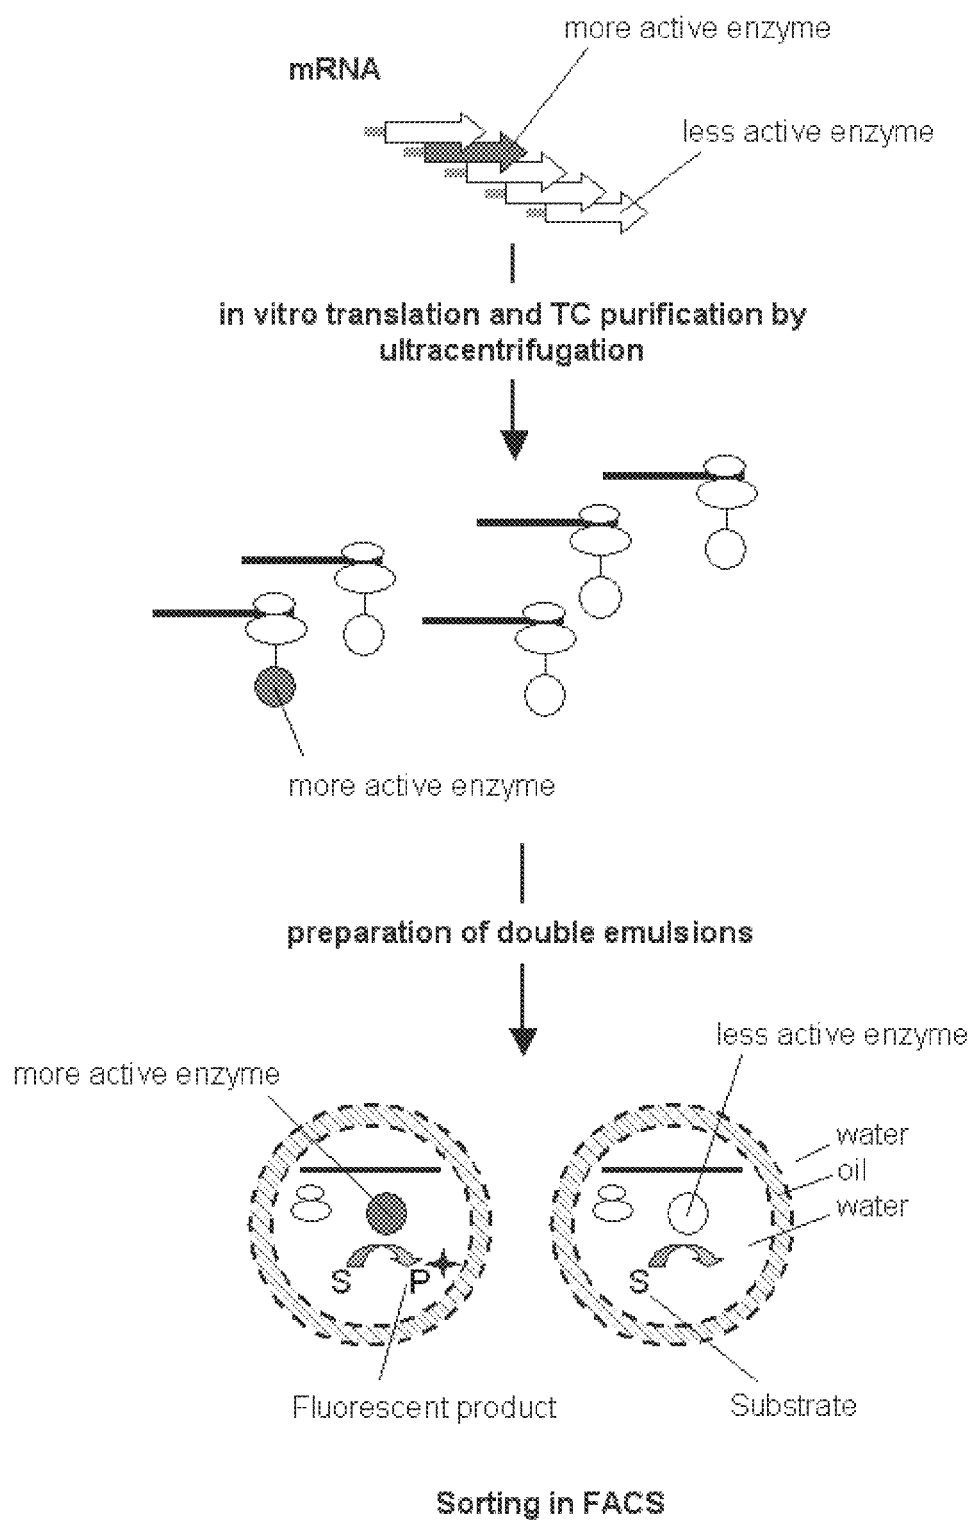 more active enzyme
mRNA
less active enzyme
in vitro translation and TC purification by
ultracentrifugation
more active enzyme
preparation of double emulsions
less active enzyme
more active enzyme
water
oil
water
S
P
S
Fluorescent product
Substrate
Sorting in FACS